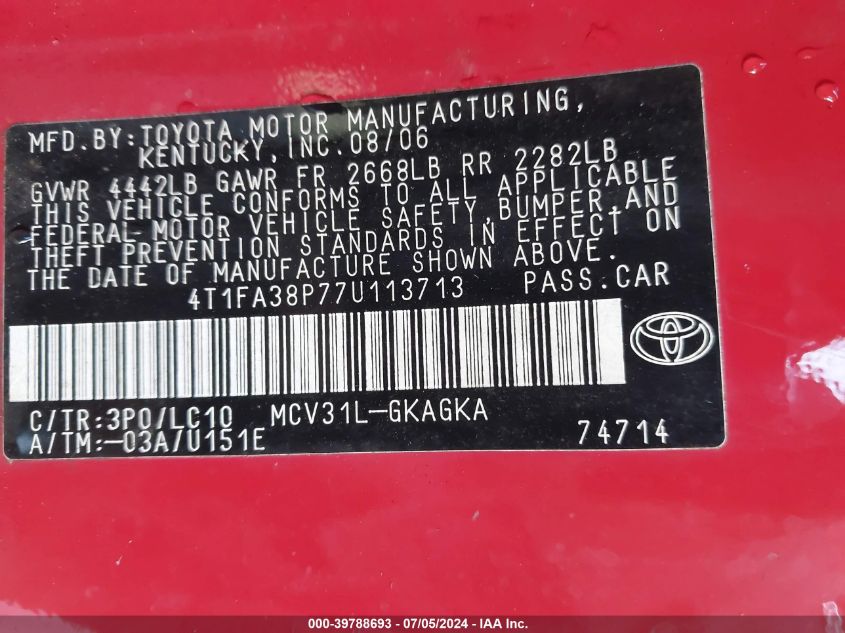 MFD.BY:TOYOTA MOTOR MANUFACTURING,
KENTUCKY, INC.08/06
GVWR 4442LB GAWR FR 2668LB RR 2282LB
THIS VEHICLE CONFORMS TO ALL APPLICABLE
FEDERAL MOTOR VEHICLE SAFETY,BUMPER,AND
THEFT PREVENTION STANDARDS IN EFFECT ON
THE DATE OF MANUFACTURE SHOWN ABOVE.
4T1FA38P77U113713 PASS.CAR
C/TR:3P0/LC10 MCV31L-GKAGKA
A/TM:-03A/U151E 74714
000-39788693 - 07/05/2024 - IAA Inc.